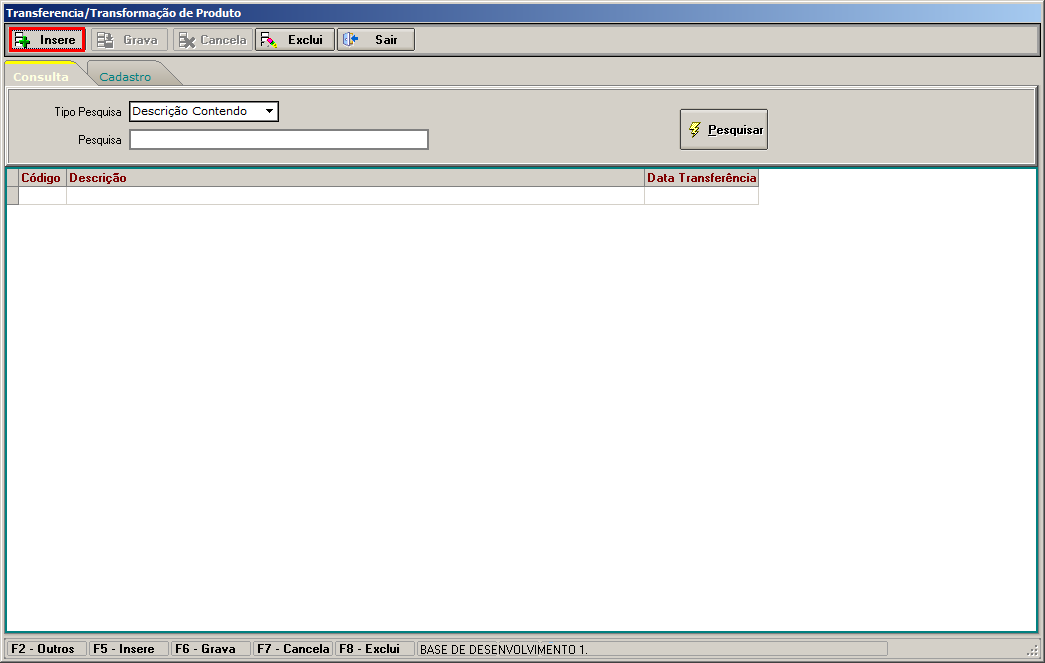 Transferencia/Transformação de Produto
Insere Grava Cancela Exclui Sair
Consulta Cadastro
Tipo Pesquisa Descrição Contendo
Pesquisa
Pesquisar
Código Descrição Data Transferência
F2 - Outros F5 - Insere F6 - Grava F7 - Cancela F8 - Exclui BASE DE DESENVOLVIMENTO 1.